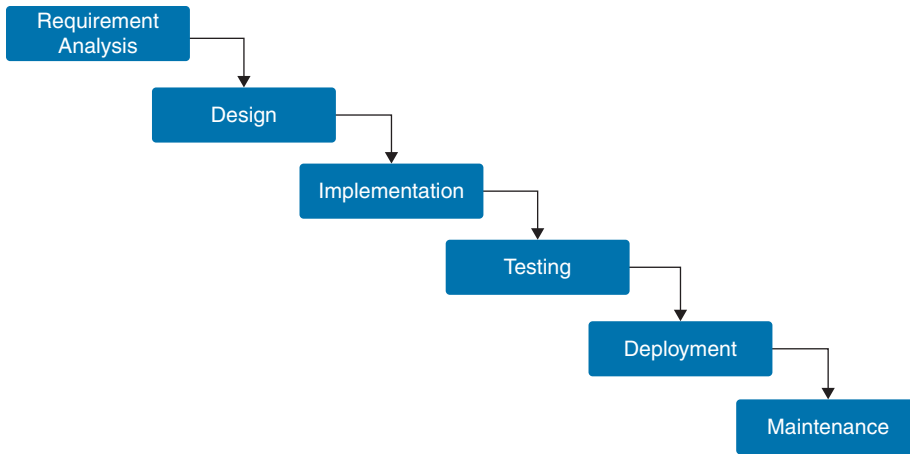 Requirement
Analysis
Design
Implementation
Testing
Deployment
Maintenance